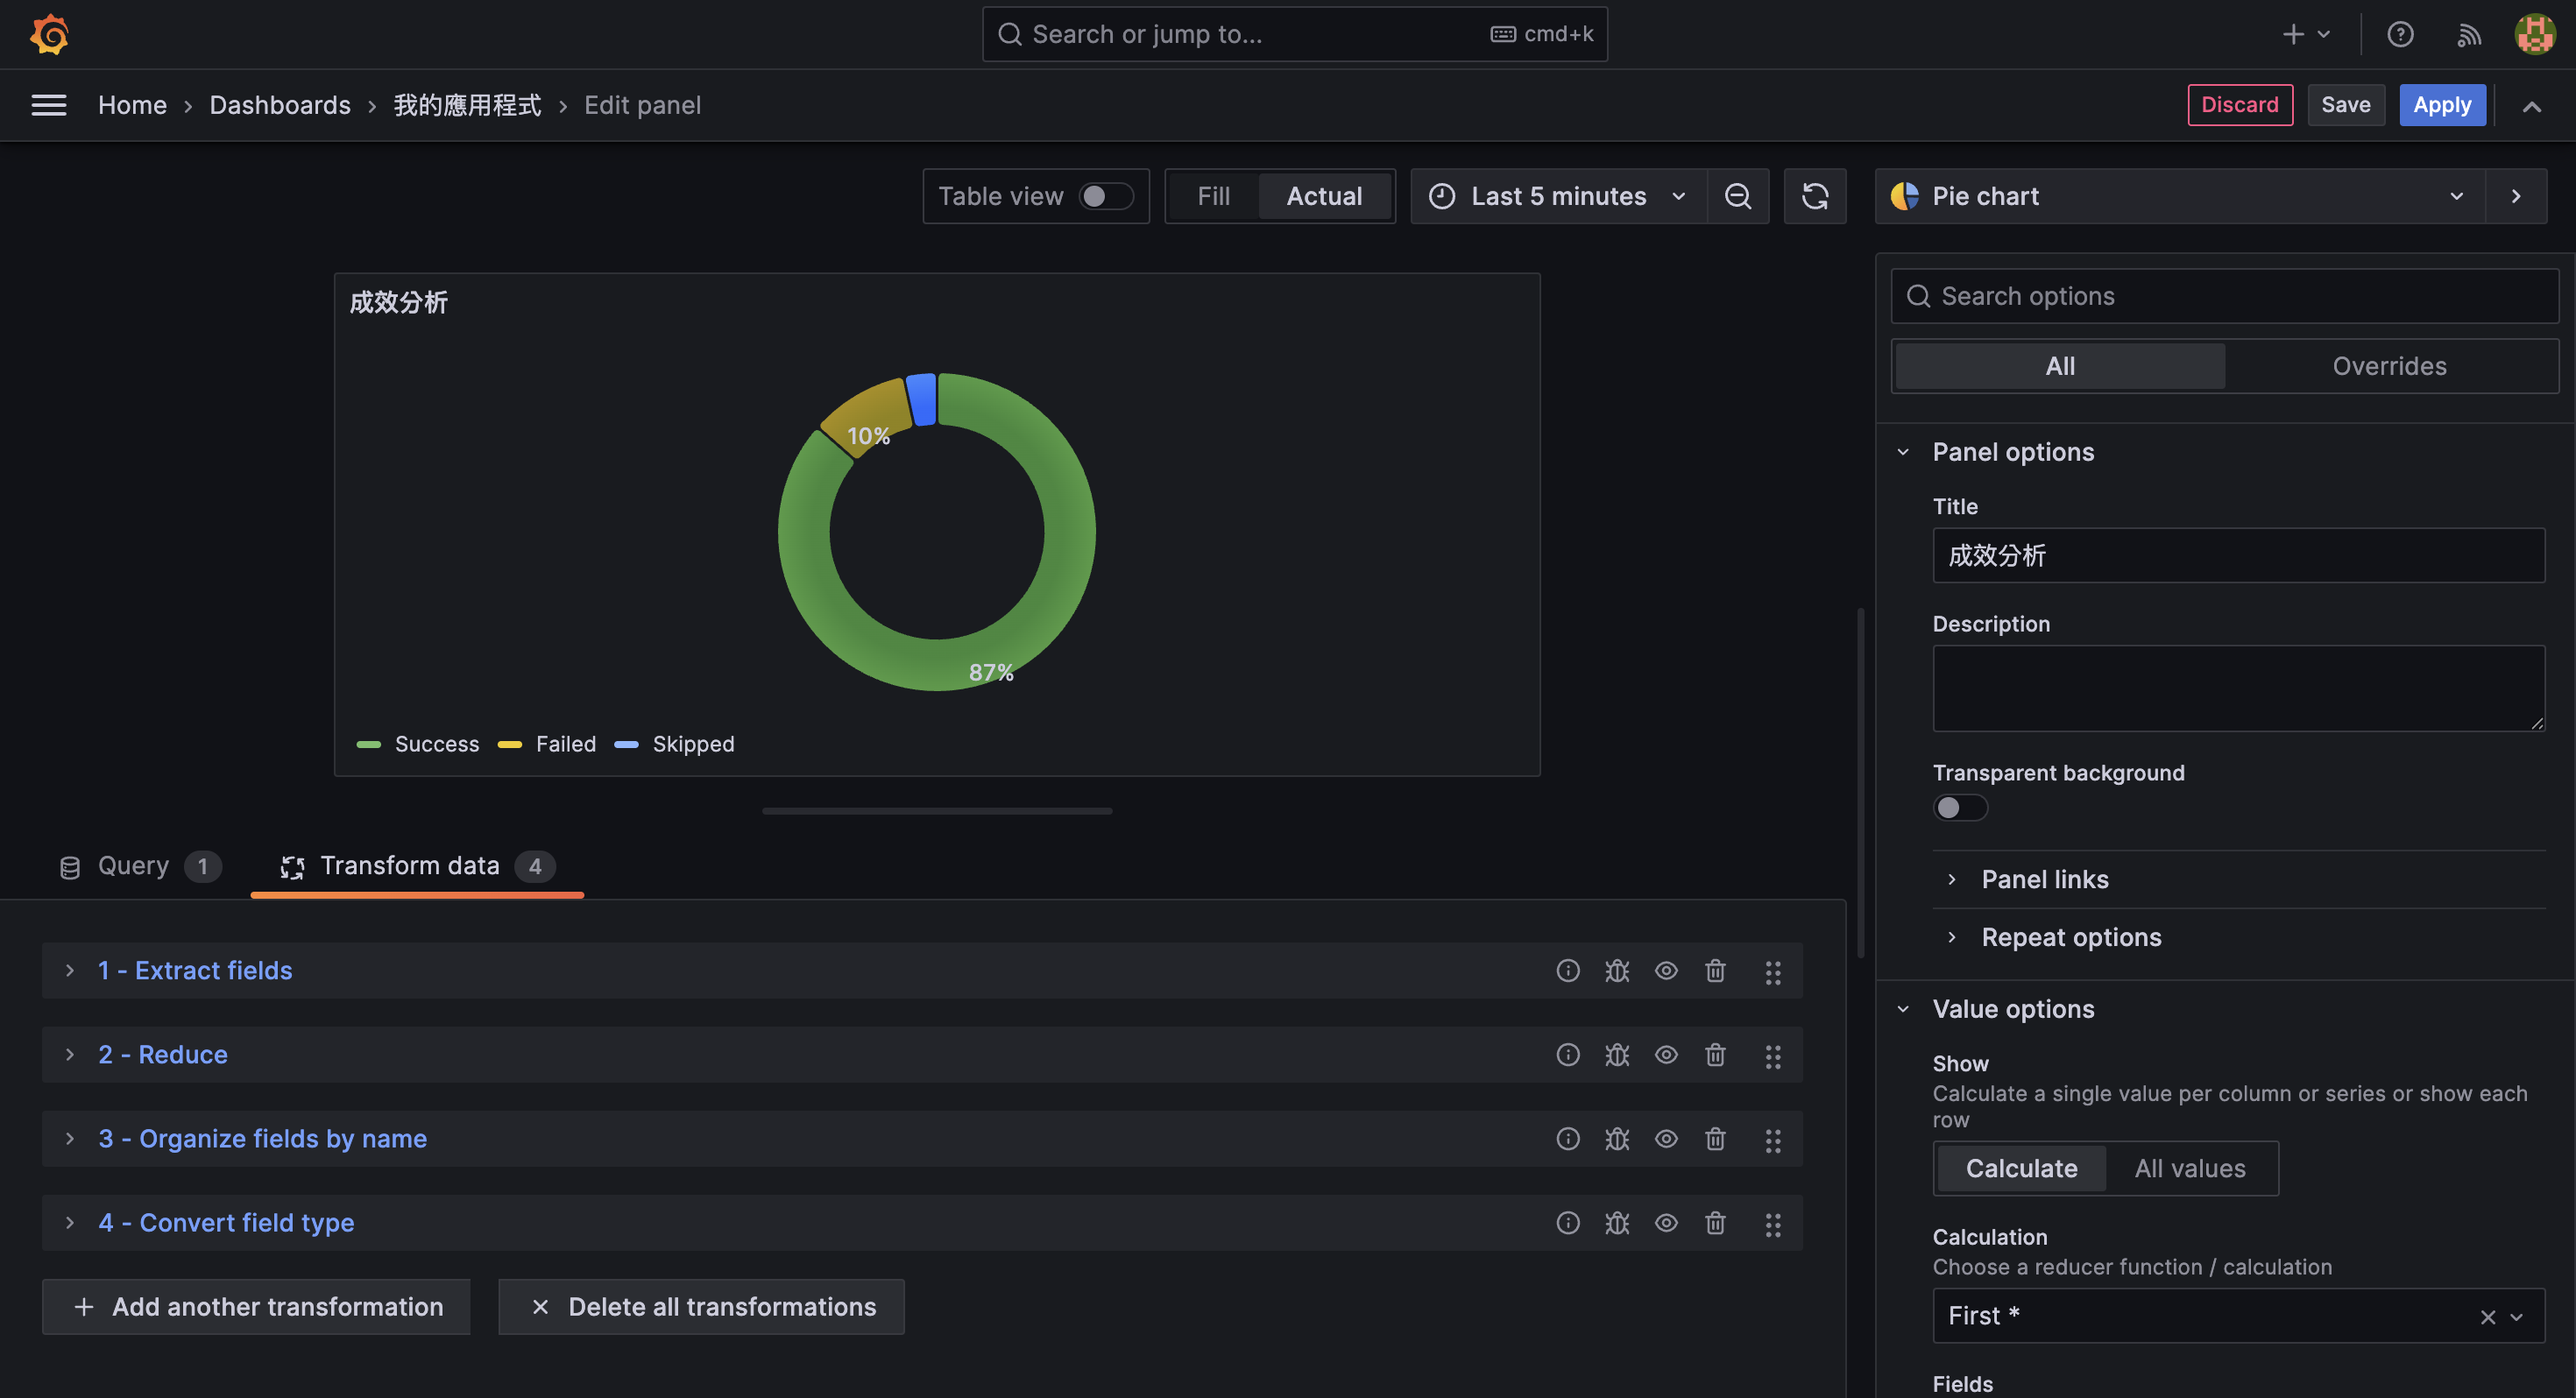 Search or jump to...
cmd+k
Home › Dashboards › 我的應用程式 › Edit panel
Discard
Save
Apply
Table view
Fill
Actual
Last 5 minutes
Pie chart
成效分析
10%
87%
Success
Failed
Skipped
Query 1
Transform data 4
1 - Extract fields
2 - Reduce
3 - Organize fields by name
4 - Convert field type
Add another transformation
Delete all transformations
Search options
All
Overrides
Panel options
Title
成效分析
Description
Transparent background
Panel links
Repeat options
Value options
Show
Calculate a single value per column or series or show each
row
Calculate
All values
Calculation
Choose a reducer function / calculation
First *
Fields